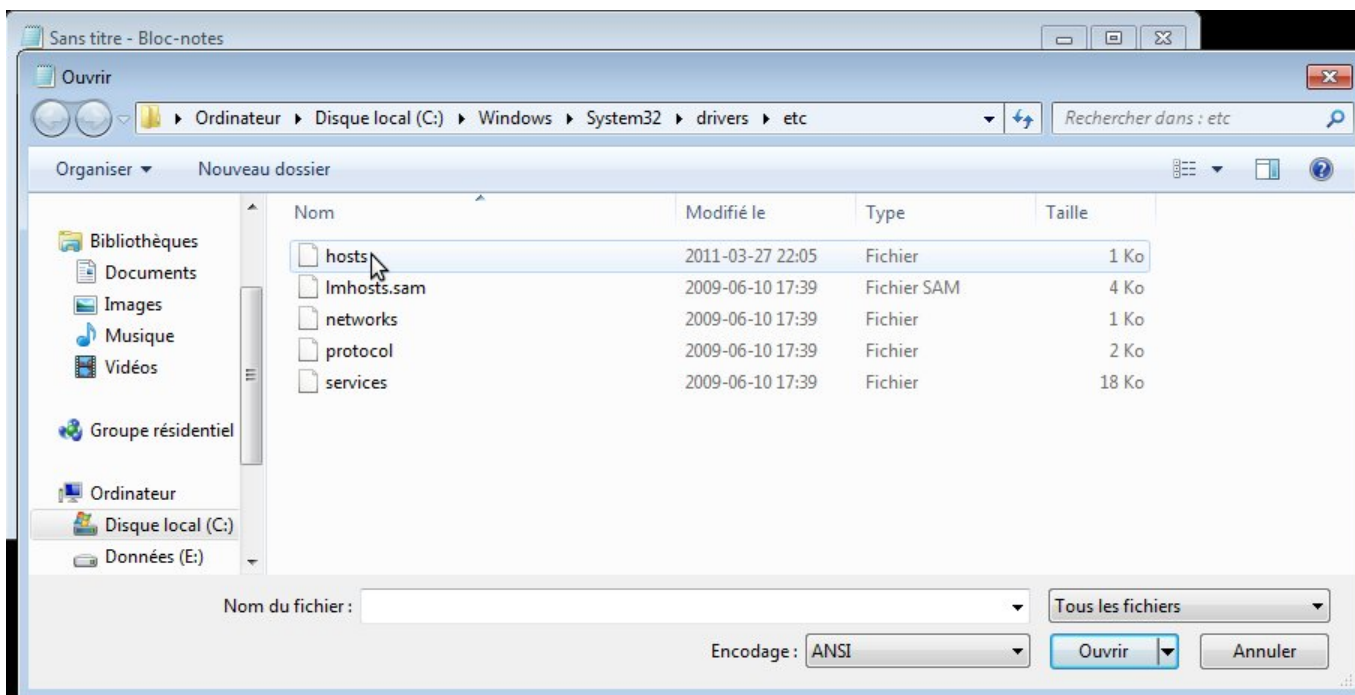 Sans titre - Bloc-notes
Ouvrir
Ordinateur Disque local (C:) Windows System32 drivers etc
Rechercher dans : etc
Organiser Nouveau dossier
Nom Modifié le Type Taille
hosts 2011-03-27 22:05 Fichier 1 Ko
lmhosts.sam 2009-06-10 17:39 Fichier SAM 4 Ko
networks 2009-06-10 17:39 Fichier 1 Ko
protocol 2009-06-10 17:39 Fichier 2 Ko
services 2009-06-10 17:39 Fichier 18 Ko
Bibliothèques
Documents
Images
Musique
Vidéos
Groupe résidentiel
Ordinateur
Disque local (C:)
Données (E:)
Nom du fichier :
Tous les fichiers
Encodage : ANSI
Ouvrir Annuler